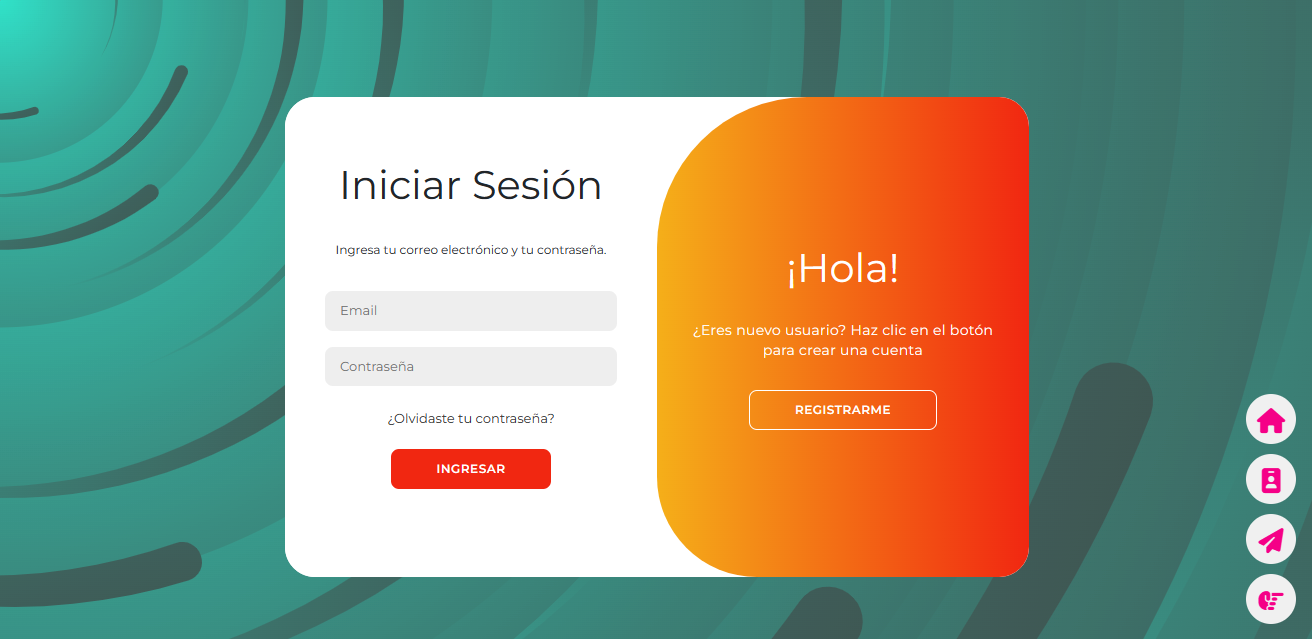 Iniciar Sesión
Ingresa tu correo electrónico y tu contraseña.
Email
Contraseña
¿Olvidaste tu contraseña?
INGRESAR
¡Hola!
¿Eres nuevo usuario? Haz clic en el botón
para crear una cuenta
REGISTRARME